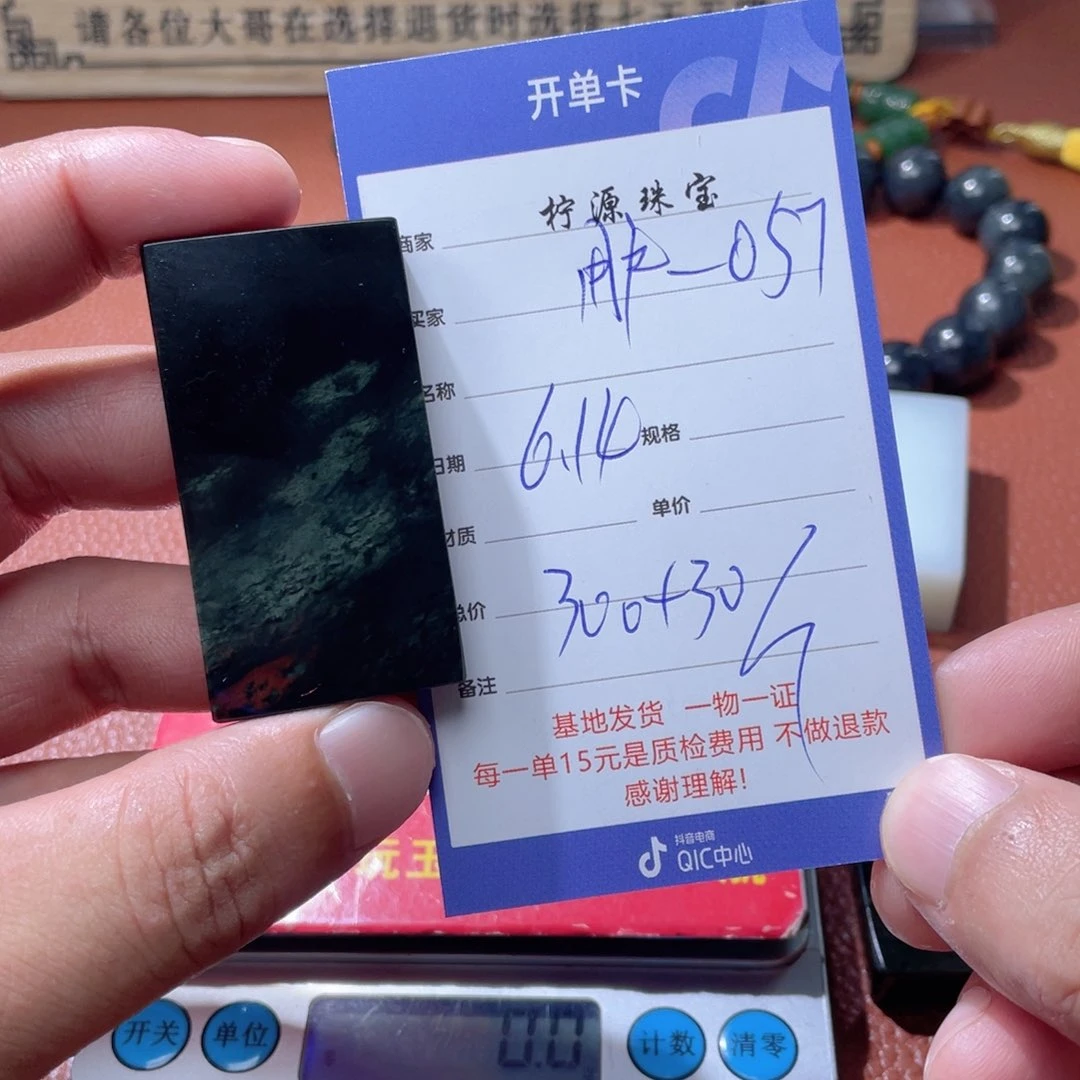 请各位大哥在选择退货时选择七天
开单卡
柠源珠宝
商家
057
买家
名称
6.14 规格
日期
单价
材质
总价 300+30/
备注
基地发货 一物一证
每一单15元是质检费用 不做退款
感谢理解!
抖音电商
QIC中心
玩玉
开关 单位 0.0 计数 清零